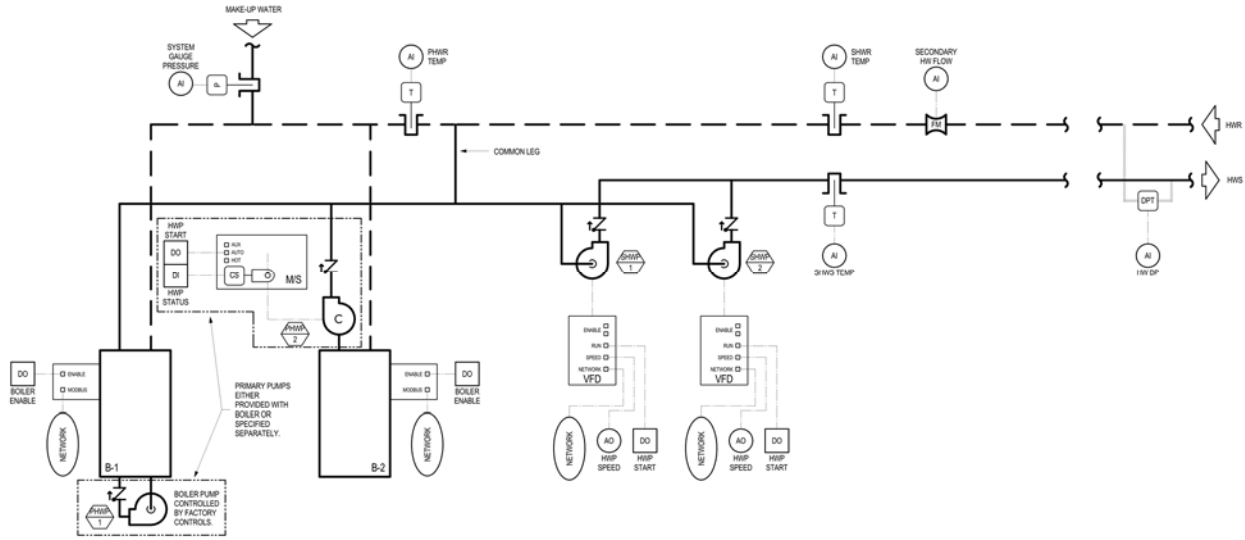 MAKE-UP WATER
SYSTEM
GAUGE
PRESSURE
AI
P
AI
PHWR
TEMP
T
AI
SHWR
TEMP
T
SECONDARY
HW FLOW
AI
FM
HWR
COMMON LEG
HWS
DPT
AI
HW DP
T
AI
SHWS TEMP
HWP
START
DO
DI
HWP
STATUS
AUX
AUTO
HOT
CS
M/S
C
PHWP
2
SHWP
1
SHWP
2
ENABLE
RUN
SPEED
NETWORK
VFD
ENABLE
RUN
SPEED
NETWORK
VFD
DO
BOILER
ENABLE
ENABLE
MODBUS
NETWORK
B-1
PRIMARY PUMPS
EITHER
PROVIDED WITH
BOILER OR
SPECIFIED
SEPARATELY.
B-2
ENABLE
MODBUS
DO
BOILER
ENABLE
NETWORK
NETWORK
AO
HWP
SPEED
DO
HWP
START
NETWORK
AO
HWP
SPEED
DO
HWP
START
PHWP
1
BOILER PUMP
CONTROLLED
BY FACTORY
CONTROLS.